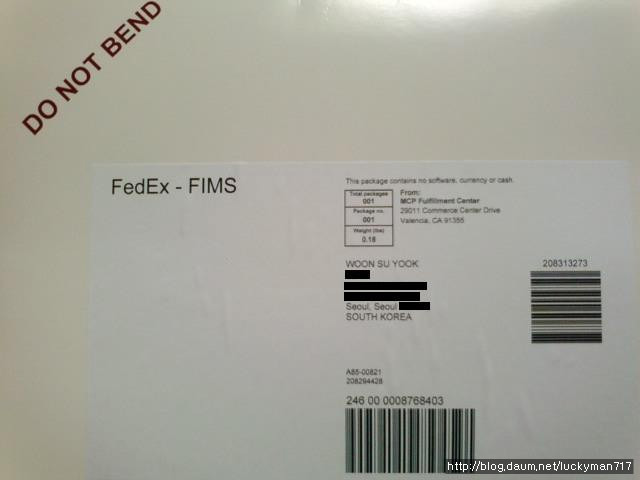 DO NOT BEND
FedEx - FIMS
This package contains no software, currency or cash.
Total packages
001
Package no.
001
Weight (lbs)
0.18
From:
MCP Fulfillment Center
29011 Commerce Center Drive
Valencia, CA 91355
WOON SU YOOK
Seoul, Seoul
SOUTH KOREA
208313273
A85-00821
208294428
246 00 0008768403
http://blog.daum.net/luckyman717